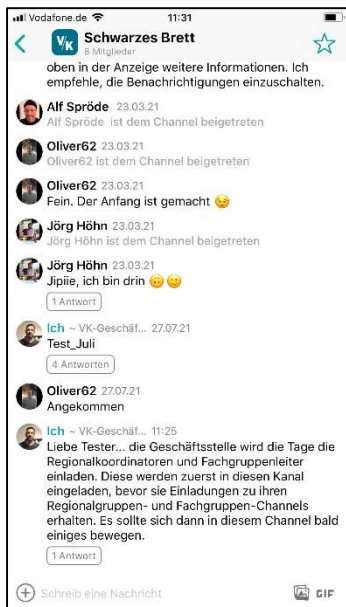 Vodafone.de 11:31
V/K Schwarzes Brett
8 Mitglieder
oben in der Anzeige weitere Informationen. Ich
empfehle, die Benachrichtigungen einzuschalten.
Alf Spröde 23.03.21
Alf Spröde ist dem Channel beigetreten
Oliver62 23.03.21
Oliver62 ist dem Channel beigetreten
Oliver62 23.03.21
Fein. Der Anfang ist gemacht 😉
Jörg Höhn 23.03.21
Jörg Höhn ist dem Channel beigetreten
Jörg Höhn 23.03.21
Jipiie, ich bin drin 🙃 🙂
1 Antwort
Ich ~ VK-Geschäf... 27.07.21
Test_Juli
4 Antworten
Oliver62 27.07.21
Angekommen
Ich ~ VK-Geschäf... 11:25
Liebe Tester... die Geschäftsstelle wird die Tage die
Regionalkoordinatoren und Fachgruppenleiter
einladen. Diese werden zuerst in diesen Kanal
eingeladen, bevor sie Einladungen zu ihren
Regionalgruppen- und Fachgruppen-Channels
erhalten. Es sollte sich dann in diesem Channel bald
einiges bewegen.
1 Antwort
Schreib eine Nachricht GIF